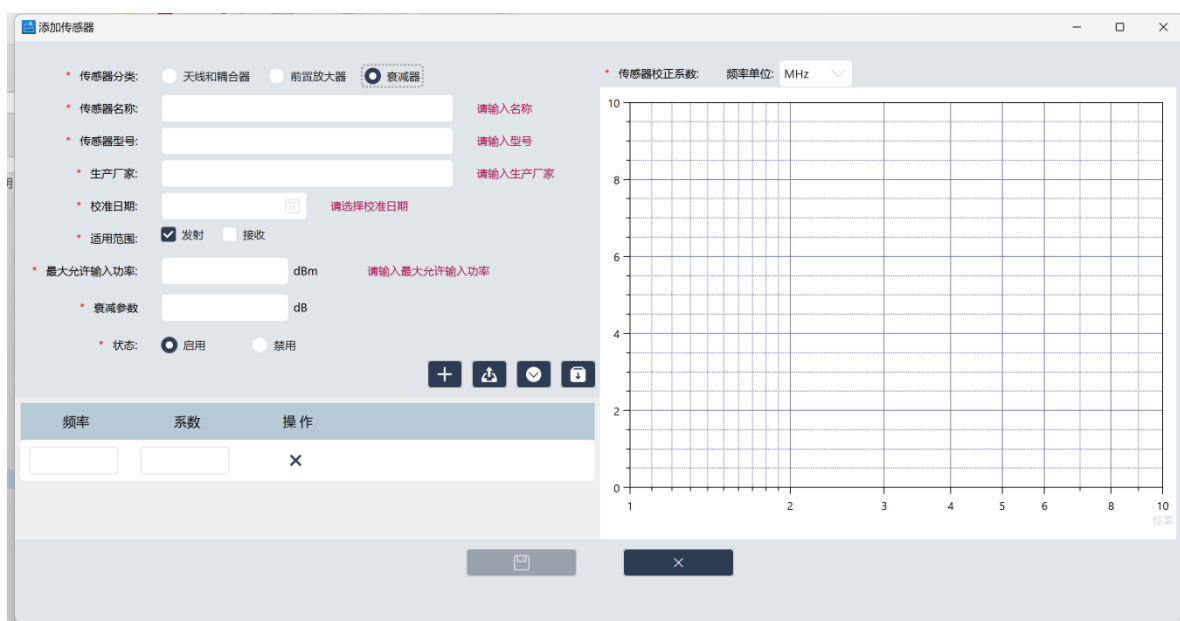 添加传感器
* 传感器分类: 天线和耦合器 前置放大器 衰减器
* 传感器名称: 请输入名称
* 传感器型号: 请输入型号
* 生产厂家: 请输入生产厂家
* 校准日期: 15 请选择校准日期
* 适用范围: 发射 接收
* 最大允许输入功率: dBm 请输入最大允许输入功率
* 衰减参数 dB
* 状态: 启用 禁用
频率 系数 操作
* 传感器校正系数: 频率单位: MHz
10
8
6
4
2
0
1 2 3 4 5 6 8 10
频率
明